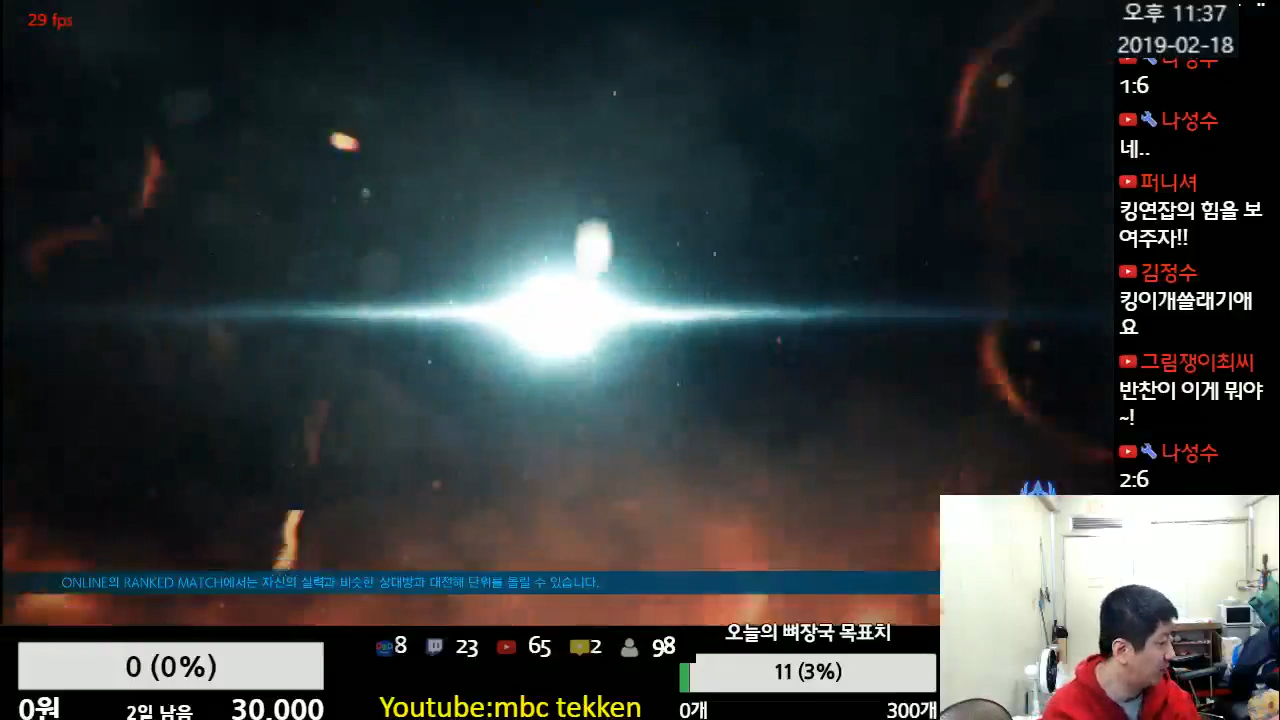 29 fps
오후 11:37
2019-02-18
나성수
1:6
나성수
네..
퍼니셔
킹연잡의 힘을 보
여주자!!
김정수
킹이개쓸래기애
요
그림쟁이최씨
반찬이 이게 뭐야
~!
나성수
2:6
ONLINE의 RANKED MATCH에서는 자신의 실력과 비슷한 상대방과 대전해 단위를 올릴 수 있습니다.
0 (0%)
0원
2일 남음
30,000
8
23
65
2
98
Youtube:mbc tekken
오늘의 뼈장국 목표치
11 (3%)
0개
300개